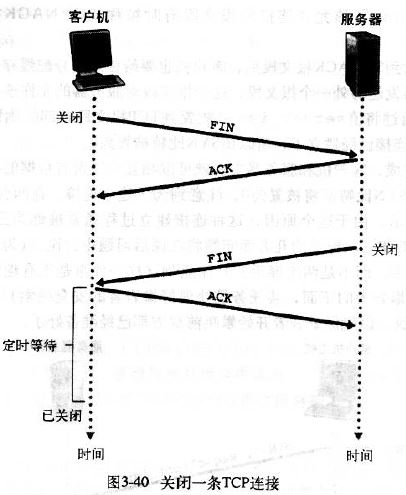 客户机
服务器
关闭
FIN
ACK
关闭
FIN
ACK
定时等待
已关闭
时间
时间
图3-40 关闭一条TCP连接